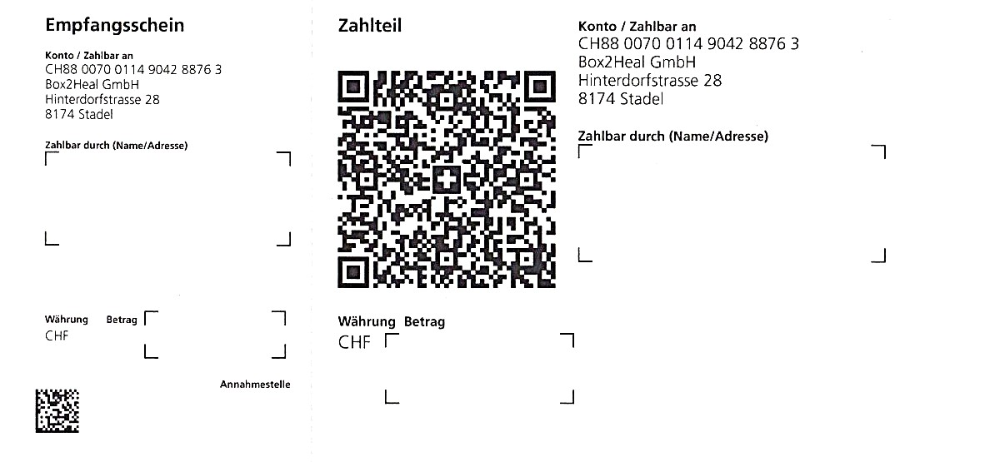 Empfangsschein
Konto / Zahlbar an
CH88 0070 0114 9042 8876 3
Box2Heal GmbH
Hinterdorfstrasse 28
8174 Stadel
Zahlbar durch (Name/Adresse)
Währung Betrag
CHF
Annahmestelle
Zahlteil
Währung Betrag
CHF
Konto / Zahlbar an
CH88 0070 0114 9042 8876 3
Box2Heal GmbH
Hinterdorfstrasse 28
8174 Stadel
Zahlbar durch (Name/Adresse)